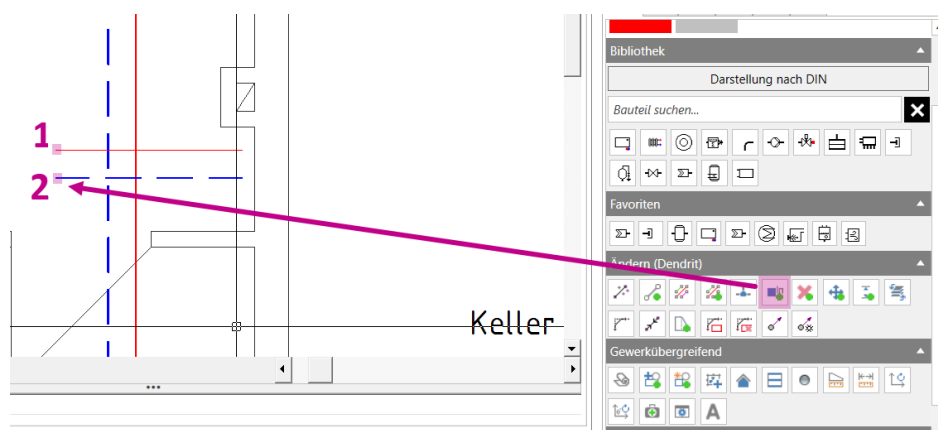 Bibliothek
Darstellung nach DIN
Bauteil suchen...
1
2
Favoriten
Ändern (Dendrit)
Keller
Gewerkübergreifend
A